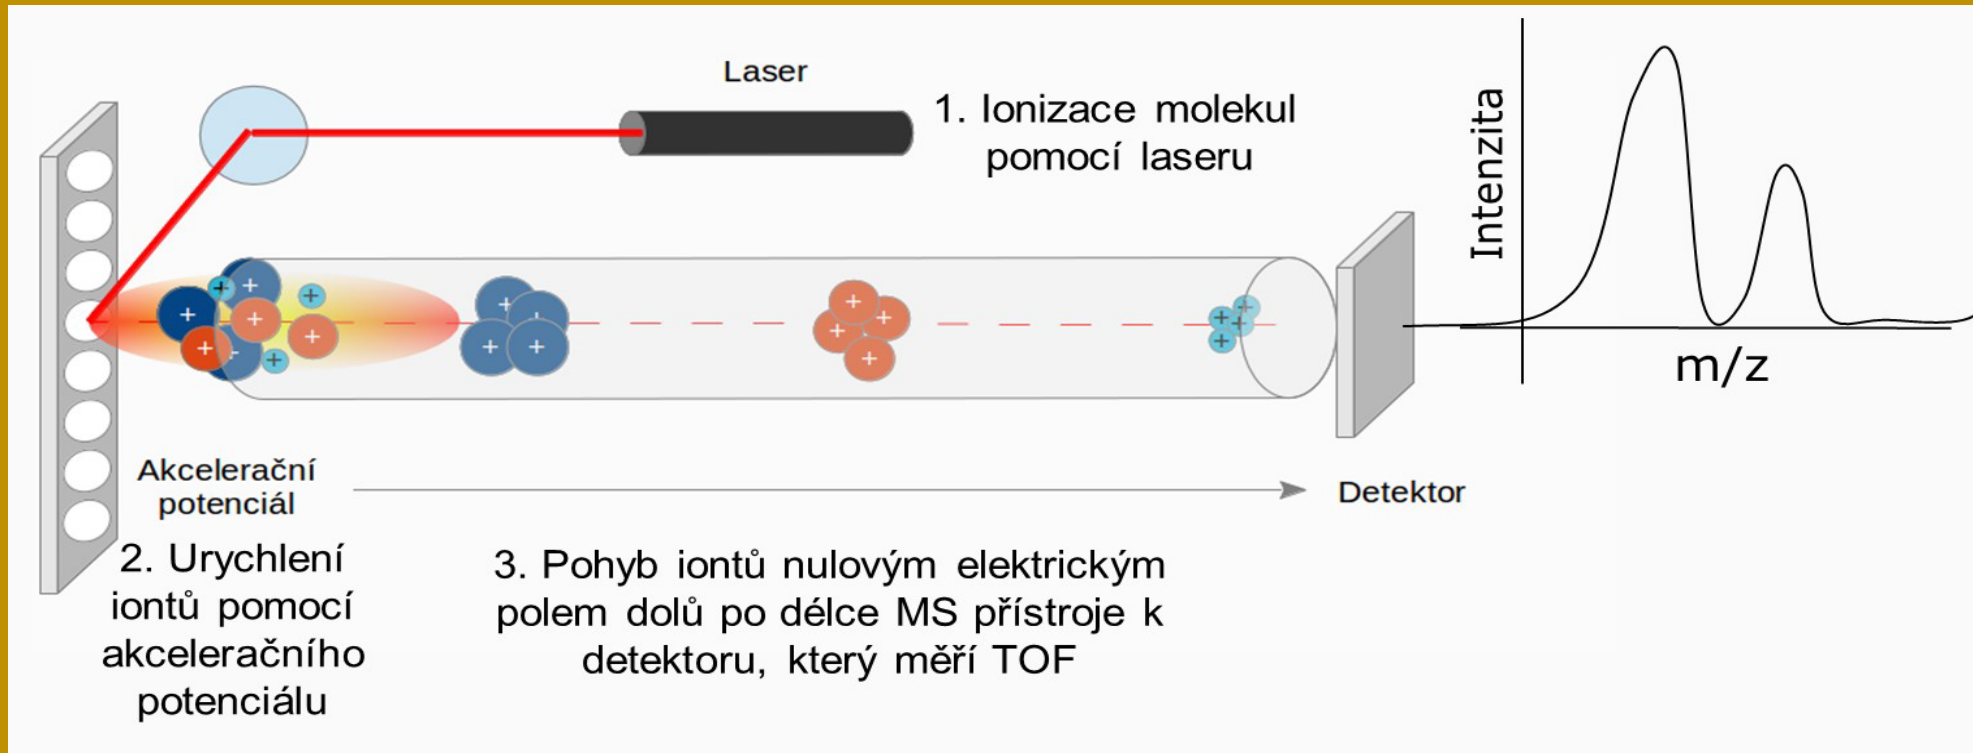 Laser
1. Ionizace molekul
pomocí laseru
Intenzita
m/z
+ + + + + + + + +
+ + + +
+ + + +
+ + + +
Akcelerační
potenciál
Detektor
2. Urychlení
iontů pomocí
akceleračního
potenciálu
3. Pohyb iontů nulovým elektrickým
polem dolů po délce MS přístroje k
detektoru, který měří TOF